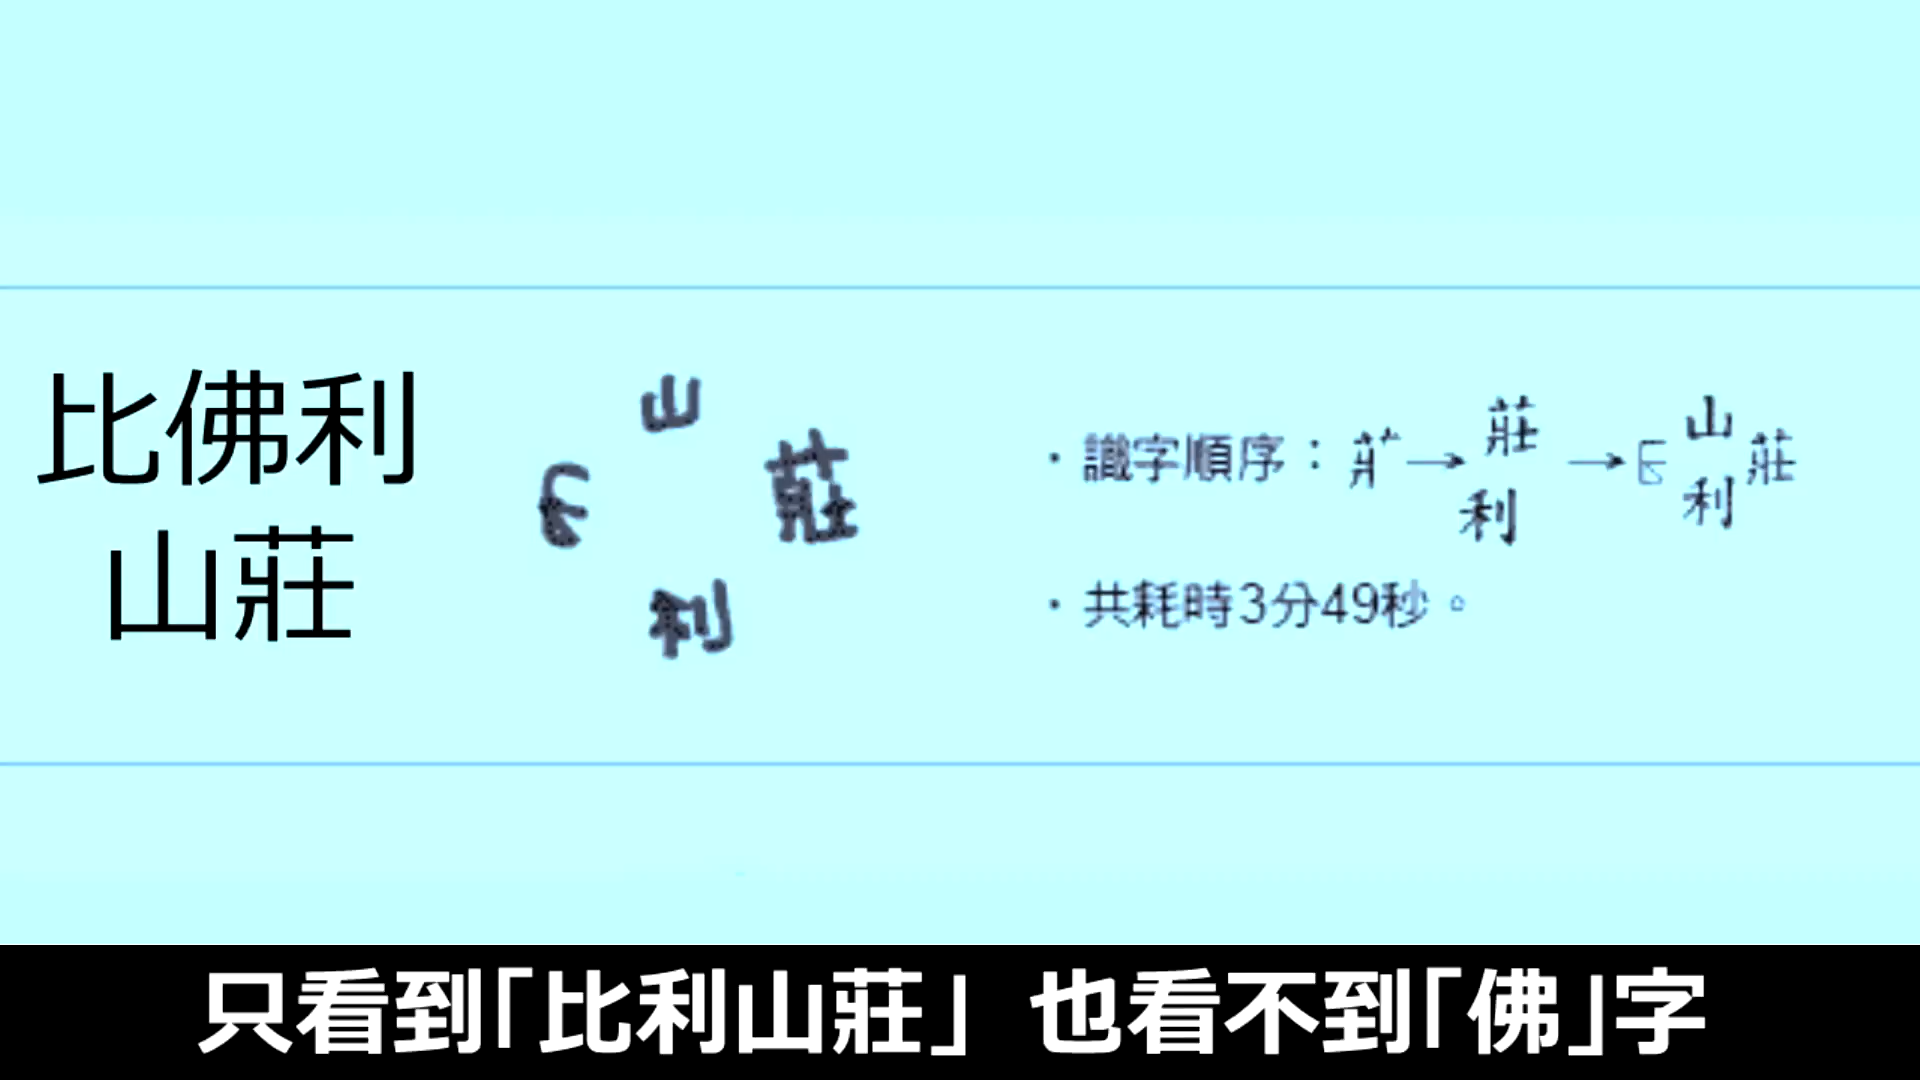 比佛利
山莊
山
莊
利
・識字順序：
莊
利
山
莊
利
・共耗時3分49秒。
只看到「比利山莊」 也看不到「佛」字